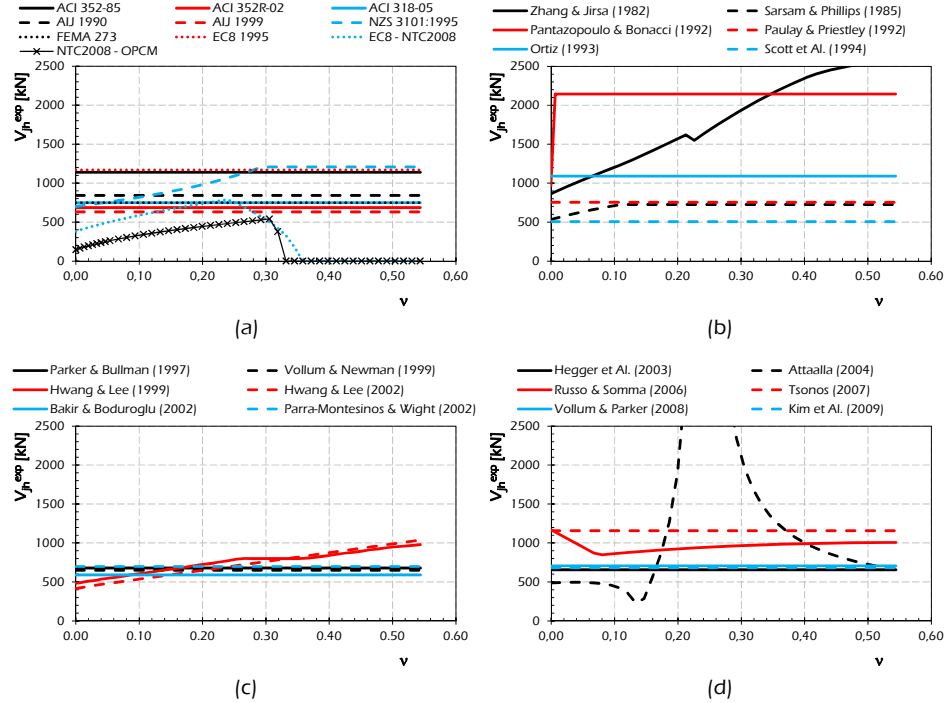 ACI 352-85 ACI 352R-02 ACI 318-05
AIJ 1990 AIJ 1999 NZS 3101:1995
FEMA 273 EC8 1995 EC8 - NTC2008
NTC2008 - OPCM
V_jh^exp [kN]
2500
2000
1500
1000
500
0
0,00 0,10 0,20 0,30 0,40 0,50 0,60
ν
(a)
Zhang & Jirsa (1982) Sarsam & Phillips (1985)
Pantazopoulo & Bonacci (1992) Paulay & Priestley (1992)
Ortiz (1993) Scott et Al. (1994)
V_jh^exp [kN]
2500
2000
1500
1000
500
0
0,00 0,10 0,20 0,30 0,40 0,50 0,60
ν
(b)
Parker & Bullman (1997) Vollum & Newman (1999)
Hwang & Lee (1999) Hwang & Lee (2002)
Bakir & Boduroglu (2002) Parra-Montesinos & Wight (2002)
V_jh^exp [kN]
2500
2000
1500
1000
500
0
0,00 0,10 0,20 0,30 0,40 0,50 0,60
ν
(c)
Hegger et Al. (2003) Attaalla (2004)
Russo & Somma (2006) Tsonos (2007)
Vollum & Parker (2008) Kim et Al. (2009)
V_jh^exp [kN]
2500
2000
1500
1000
500
0
0,00 0,10 0,20 0,30 0,40 0,50 0,60
ν
(d)